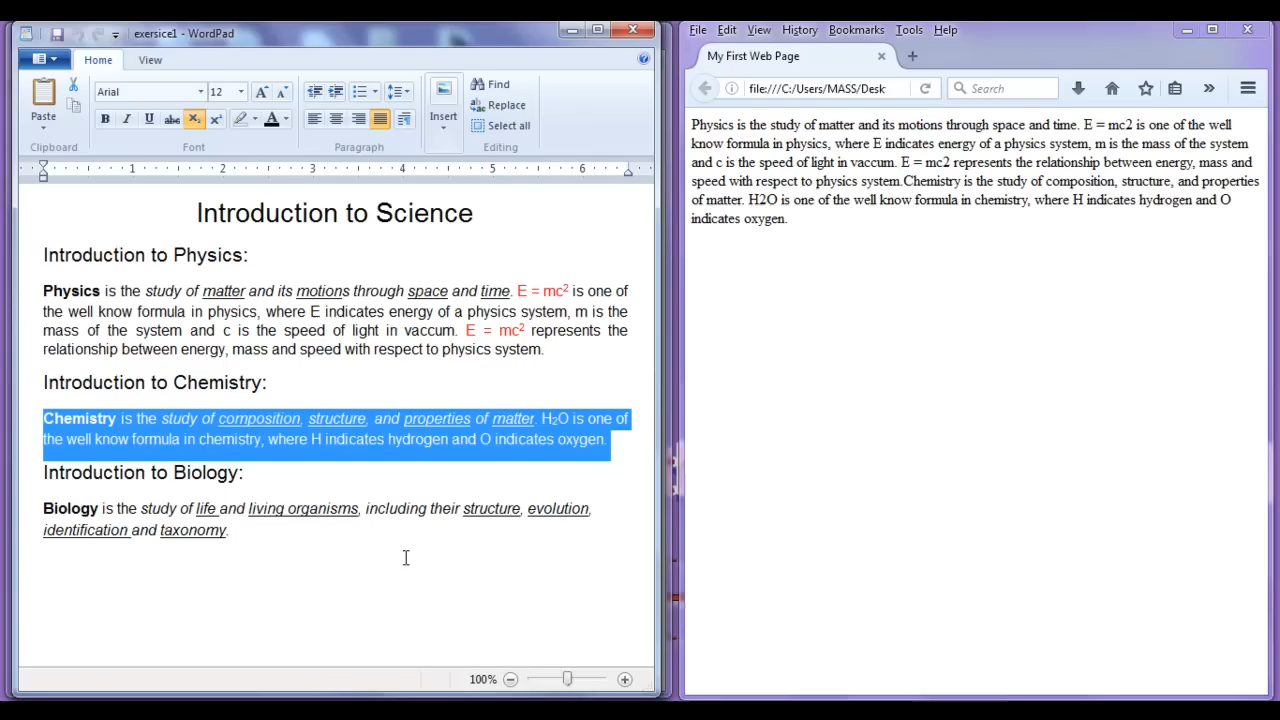 exersice1 - WordPad
Home View
Paste
Clipboard
Arial 12
B I U abc X₂ X² A
Font
Paragraph
Insert
Find
Replace
Select all
Editing
1 2 3 4 5 6
Introduction to Science
Introduction to Physics:
Physics is the study of matter and its motions through space and time. E = mc² is one of
the well know formula in physics, where E indicates energy of a physics system, m is the
mass of the system and c is the speed of light in vaccum. E = mc² represents the
relationship between energy, mass and speed with respect to physics system.
Introduction to Chemistry:
Chemistry is the study of composition, structure, and properties of matter. H₂O is one of
the well know formula in chemistry, where H indicates hydrogen and O indicates oxygen.
Introduction to Biology:
Biology is the study of life and living organisms, including their structure, evolution,
identification and taxonomy.
100%
File Edit View History Bookmarks Tools Help
My First Web Page
file:///C:/Users/MASS/Desk
Search
Physics is the study of matter and its motions through space and time. E = mc2 is one of the well
know formula in physics, where E indicates energy of a physics system, m is the mass of the system
and c is the speed of light in vaccum. E = mc2 represents the relationship between energy, mass and
speed with respect to physics system.Chemistry is the study of composition, structure, and properties
of matter. H2O is one of the well know formula in chemistry, where H indicates hydrogen and O
indicates oxygen.